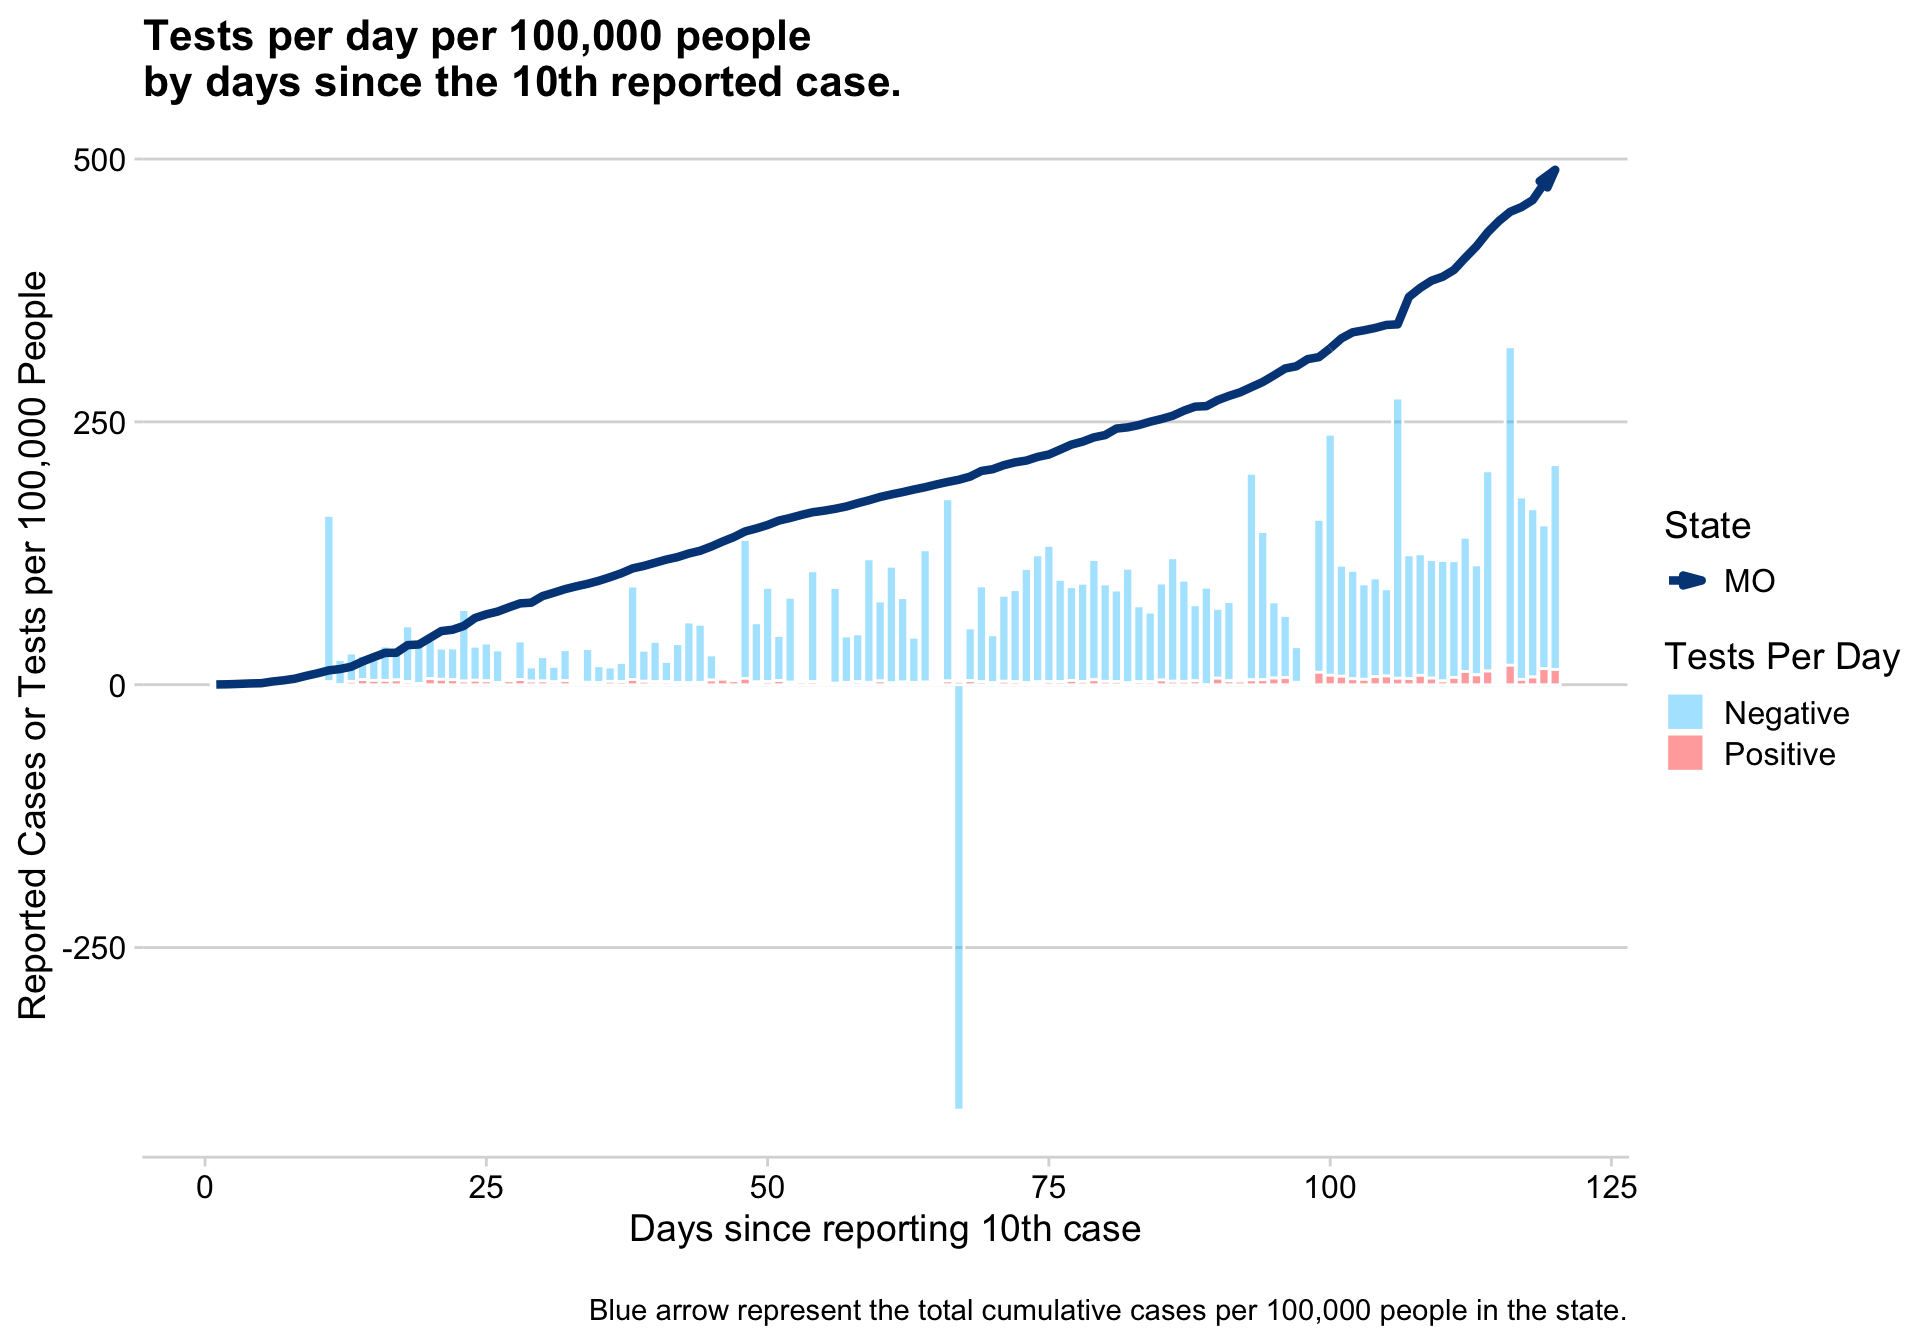 Tests per day per 100,000 people
by days since the 10th reported case.
Reported Cases or Tests per 100,000 People
500
250
0
-250
0 25 50 75 100 125
Days since reporting 10th case
State
MO
Tests Per Day
Negative
Positive
Blue arrow represent the total cumulative cases per 100,000 people in the state.